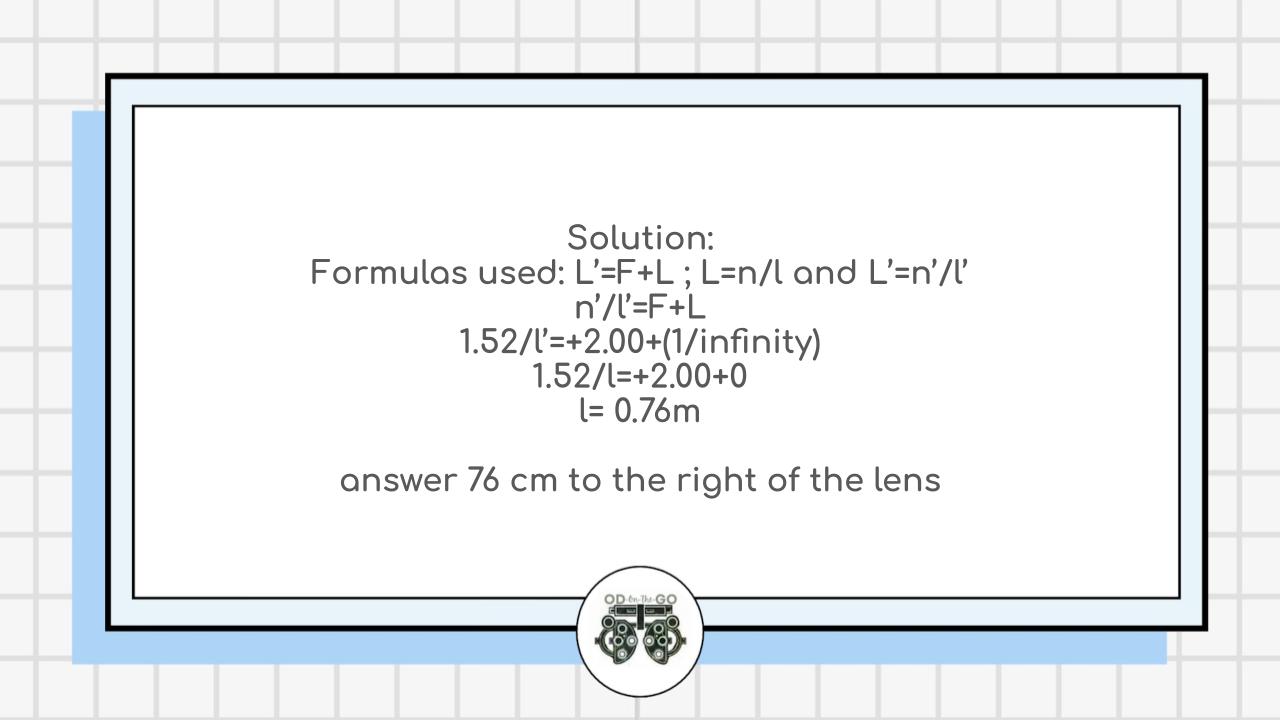 Solution:
Formulas used: L’=F+L ; L=n/l and L’=n’/l’
n’/l’=F+L
1.52/l’=+2.00+(1/infinity)
1.52/l=+2.00+0
l= 0.76m
answer 76 cm to the right of the lens
OD-On-The-GO